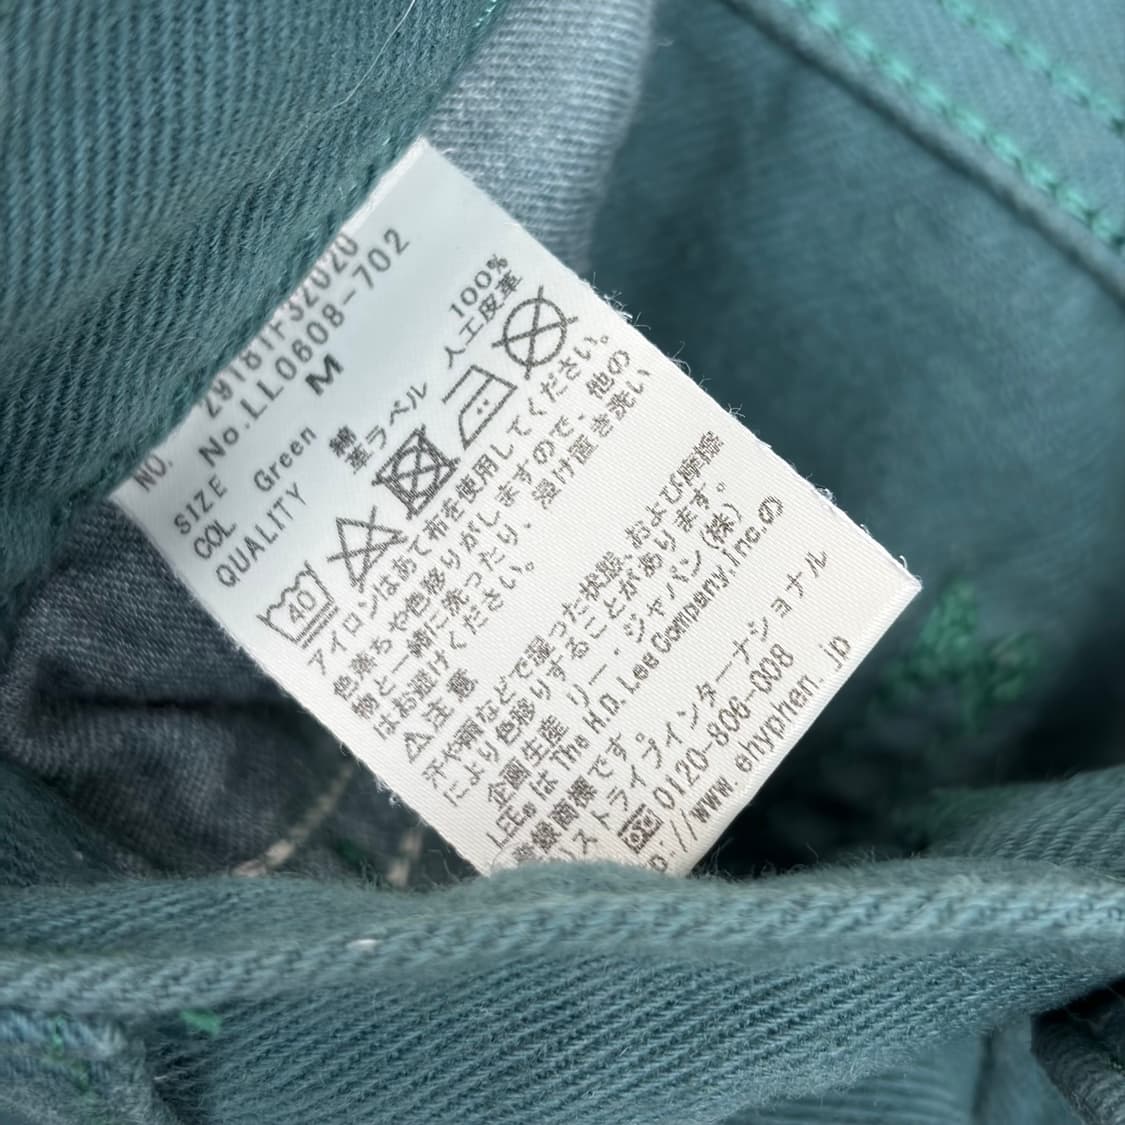 NO. 29181F32020
No.LL0608-702
SIZE M
COL Green
QUALITY 綿 100%
革ラベル 人工皮革
40
アイロンはあて布を使用してください。
色落ちや色移りがしますので、他の
物と一緒に洗ったり、浸け置き洗い
はお避けください。
⚠注意
汗や雨などで湿った状態、および摩擦
により色移りすることがあります。
企画生産 リー・ジャパン(株)
LEE®は The H.D. Lee Company, Inc.の
登録商標です。
ストライプインターナショナル
0120-806-008
//www.ehyphen.jp